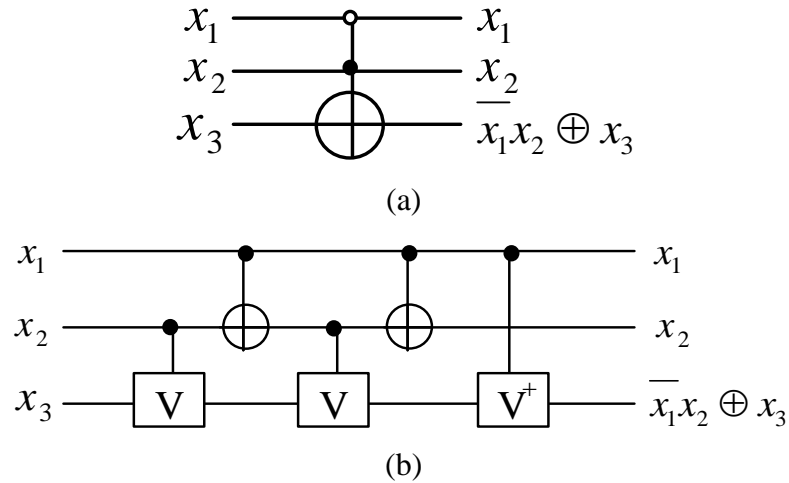 x₁ x₁
x₂ x₂
x₃ x̅₁x₂ ⊕ x₃
(a)
x₁ x₁
x₂ x₂
x₃ V V V⁺ x̅₁x₂ ⊕ x₃
(b)